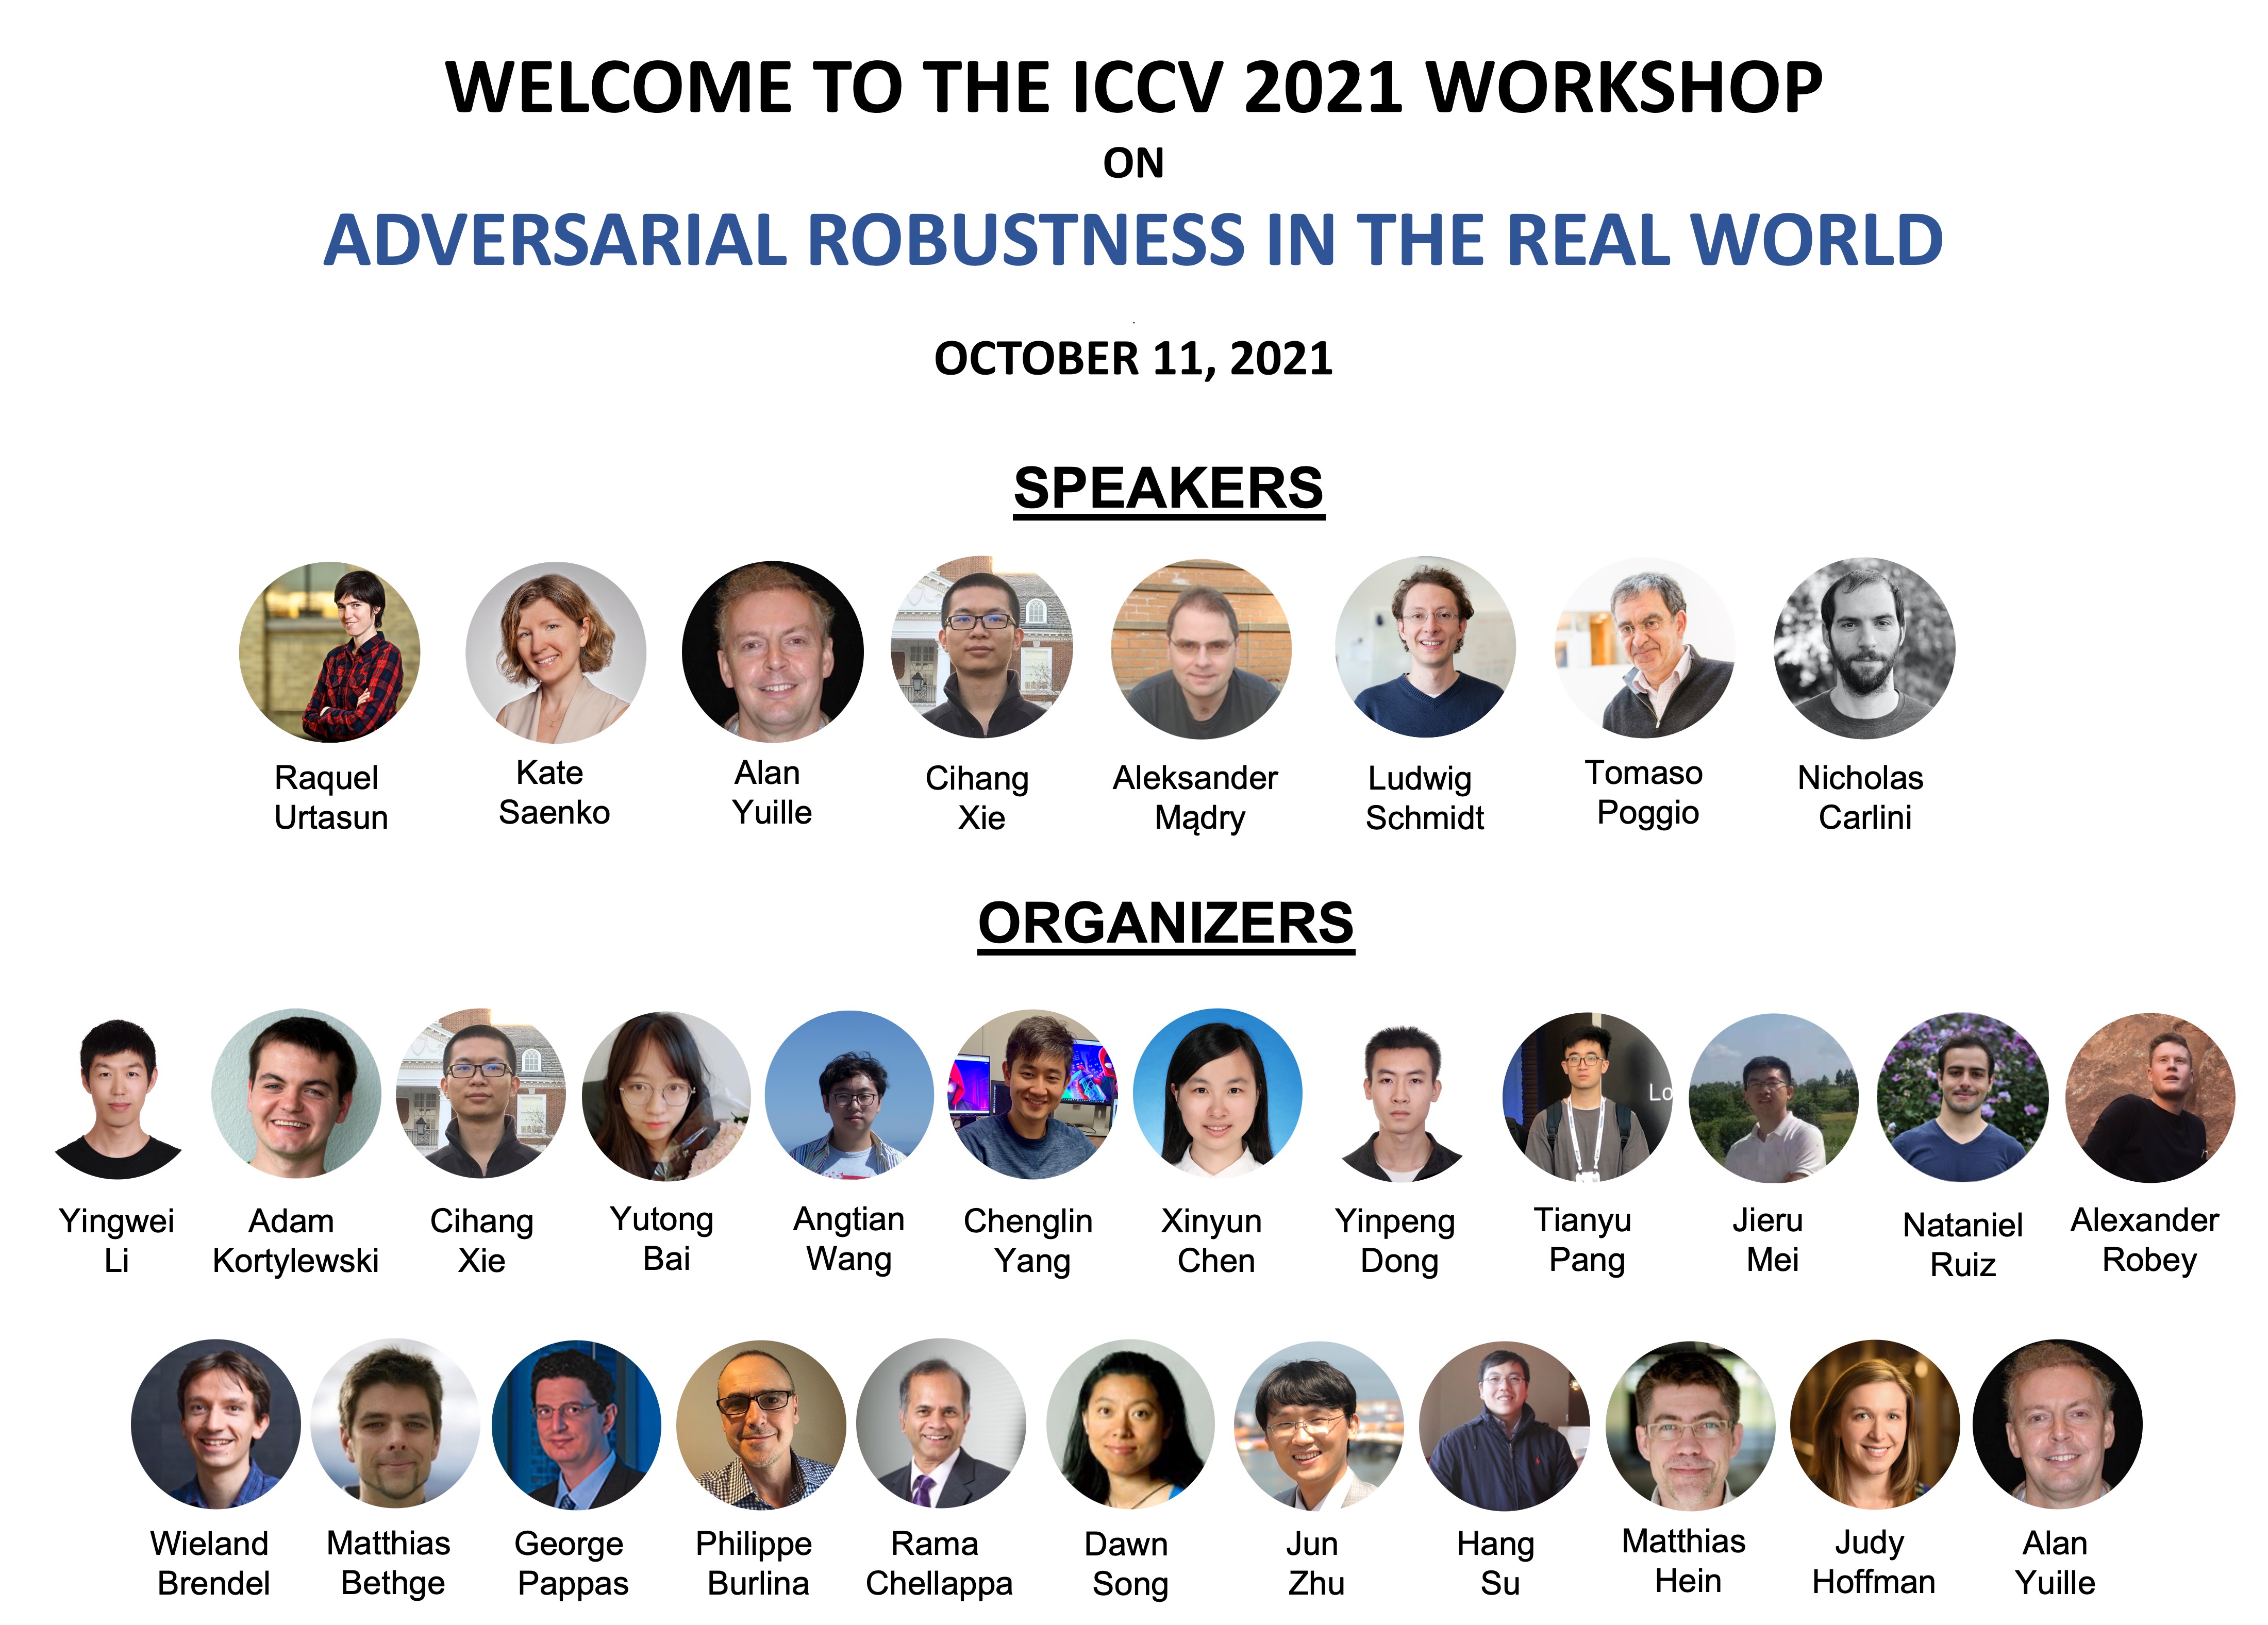 WELCOME TO THE ICCV 2021 WORKSHOP
ON
ADVERSARIAL ROBUSTNESS IN THE REAL WORLD
OCTOBER 11, 2021
SPEAKERS
Raquel Urtasun
Kate Saenko
Alan Yuille
Cihang Xie
Aleksander Mądry
Ludwig Schmidt
Tomaso Poggio
Nicholas Carlini
ORGANIZERS
Lo
Yingwei Li
Adam Kortylewski
Cihang Xie
Yutong Bai
Angtian Wang
Chenglin Yang
Xinyun Chen
Yinpeng Dong
Tianyu Pang
Jieru Mei
Nataniel Ruiz
Alexander Robey
Wieland Brendel
Matthias Bethge
George Pappas
Philippe Burlina
Rama Chellappa
Dawn Song
Jun Zhu
Hang Su
Matthias Hein
Judy Hoffman
Alan Yuille